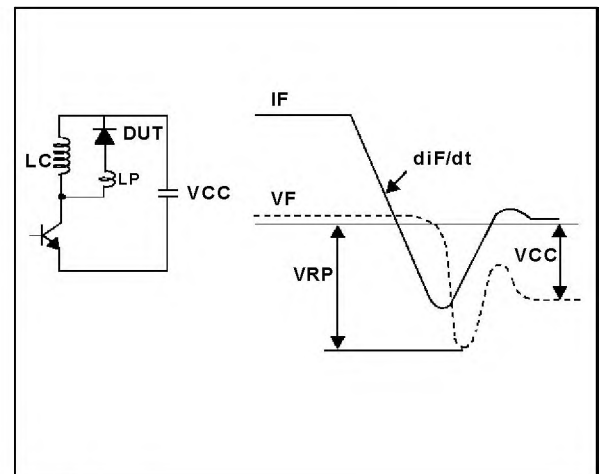 IF
DUT
diF/dt
LC
LP
VCC
VF
VRP
VCC